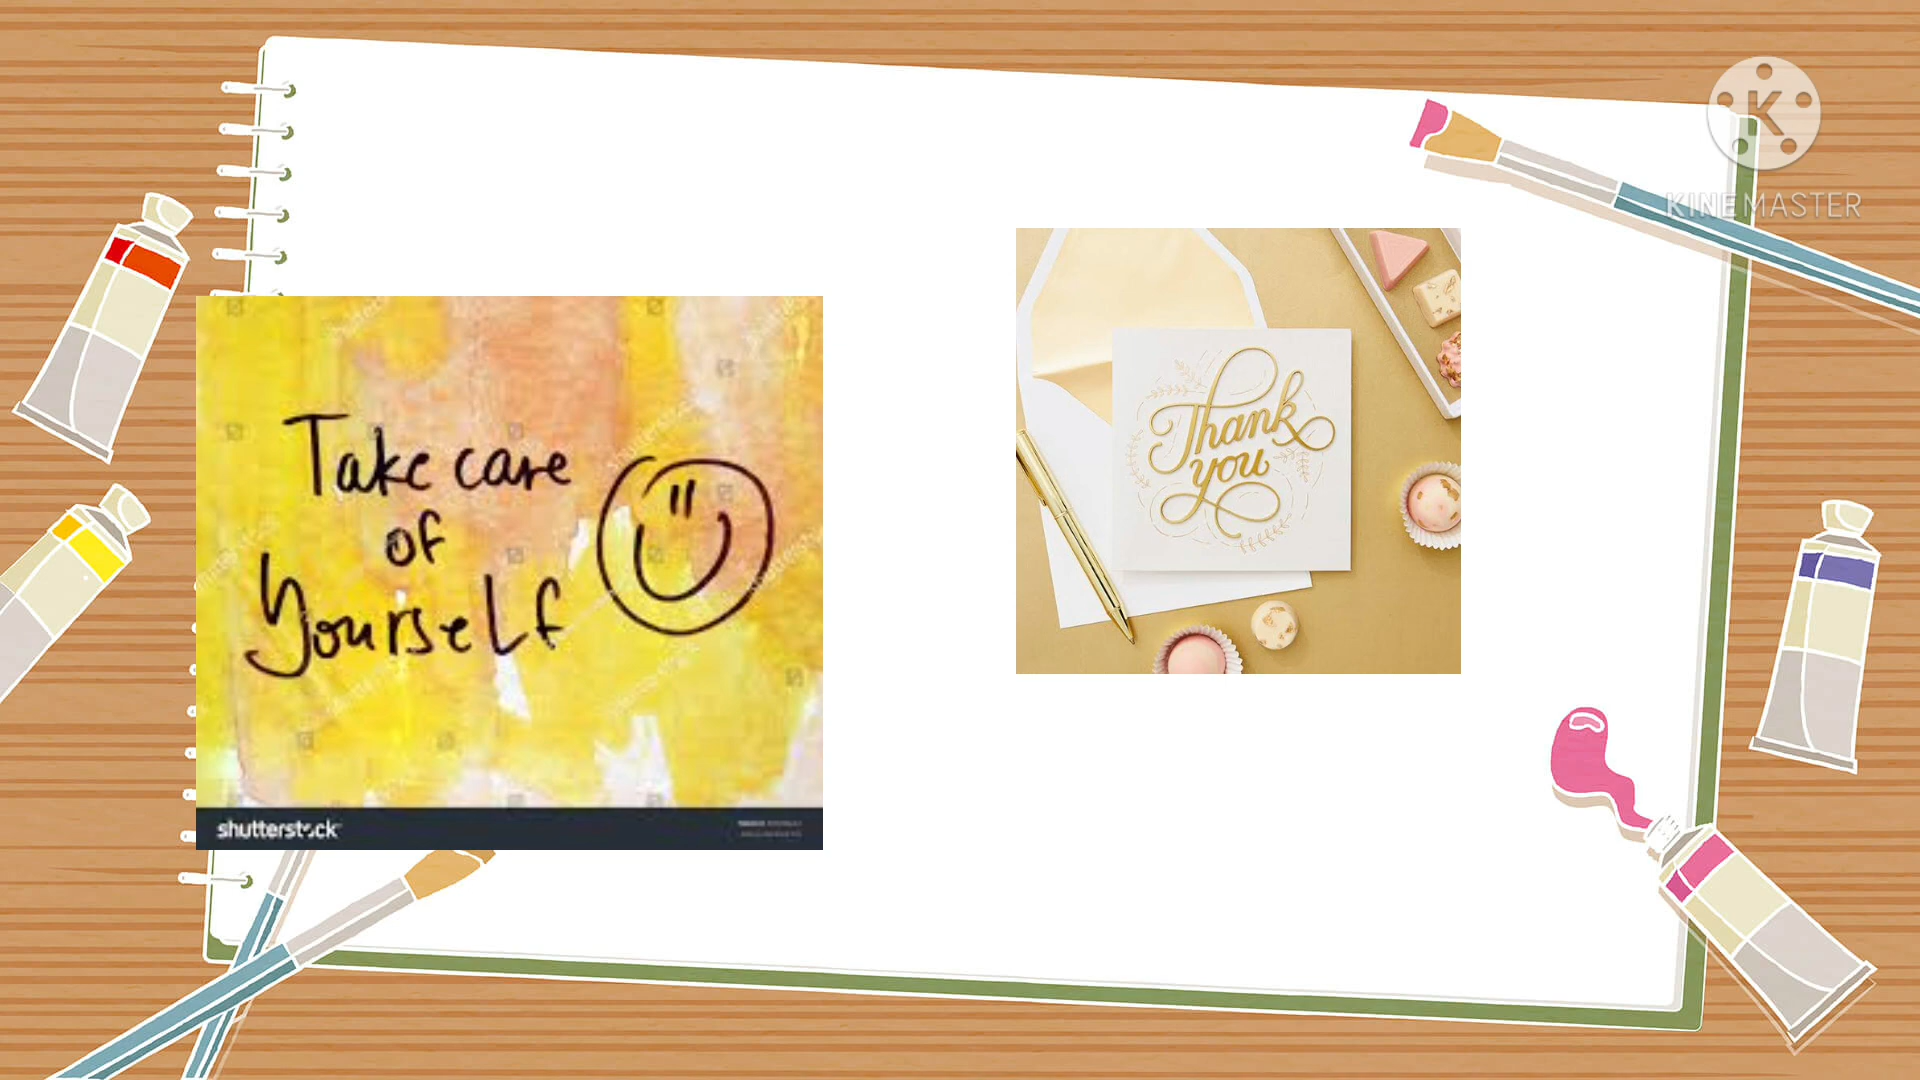 Take care
of
Yourself
shutterstock
Thank
you
K
KINEMASTER